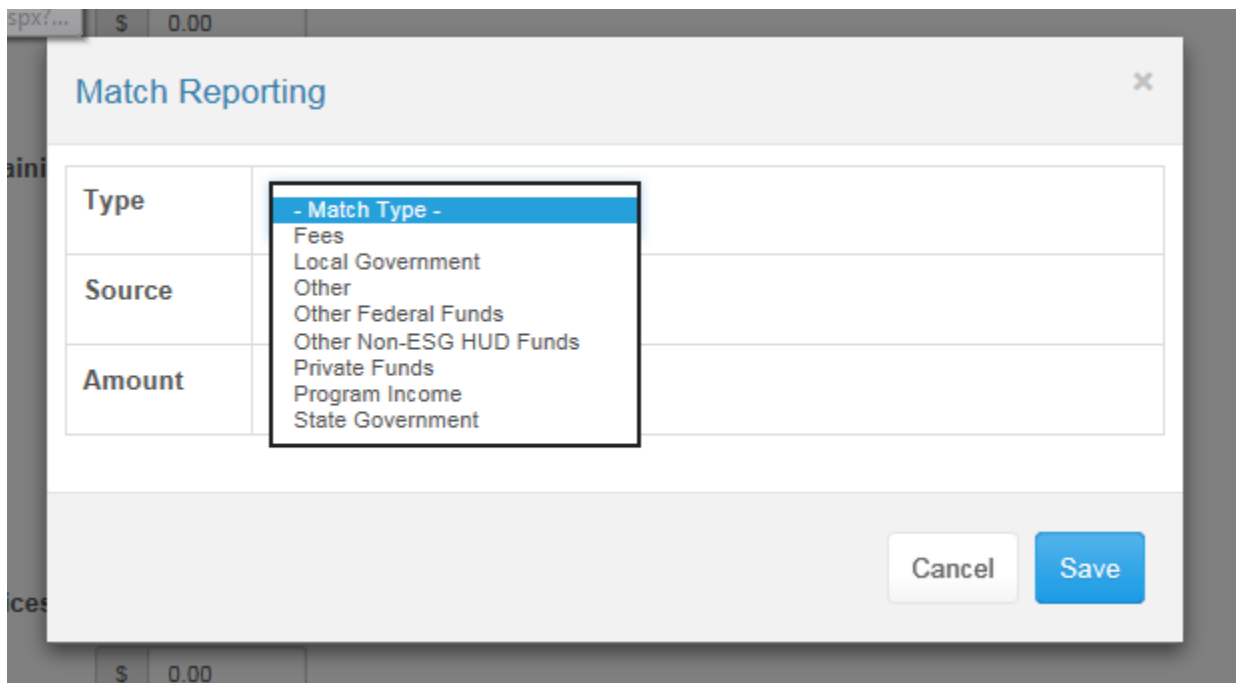 spx?...
$ 0.00
Match Reporting
×
Type
- Match Type -
Fees
Local Government
Source
Other
Other Federal Funds
Other Non-ESG HUD Funds
Amount
Private Funds
Program Income
State Government
Cancel
Save
$ 0.00